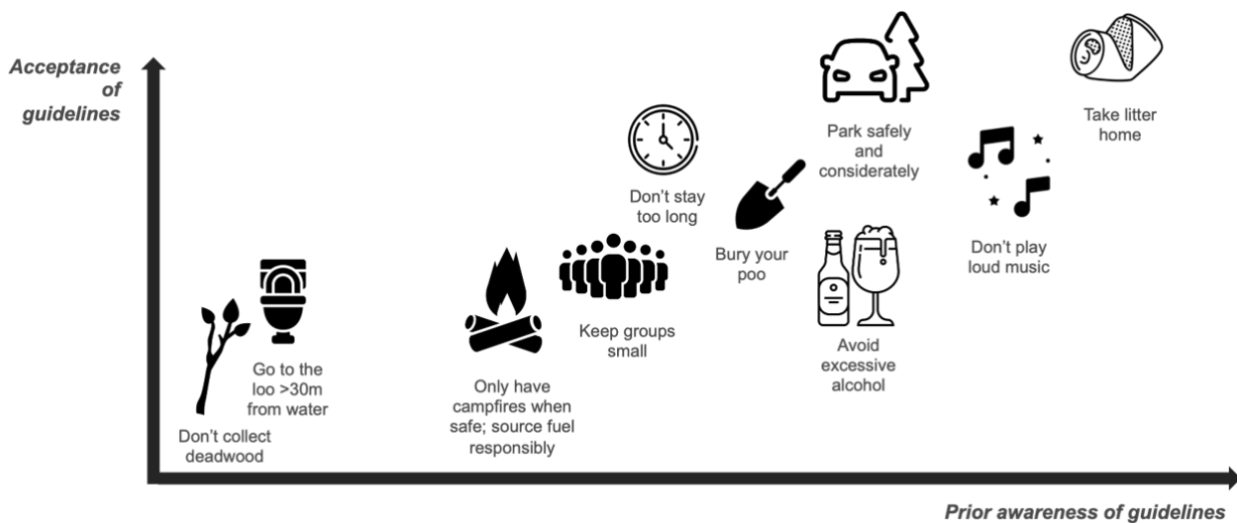 Acceptance
of
guidelines
Take litter
home
Park safely
and
considerately
Don't stay
too long
Don't play
loud music
Bury your
poo
Keep groups
small
Avoid
excessive
alcohol
Go to the
loo >30m
from water
Only have
campfires when
safe; source fuel
responsibly
Don't collect
deadwood
Prior awareness of guidelines